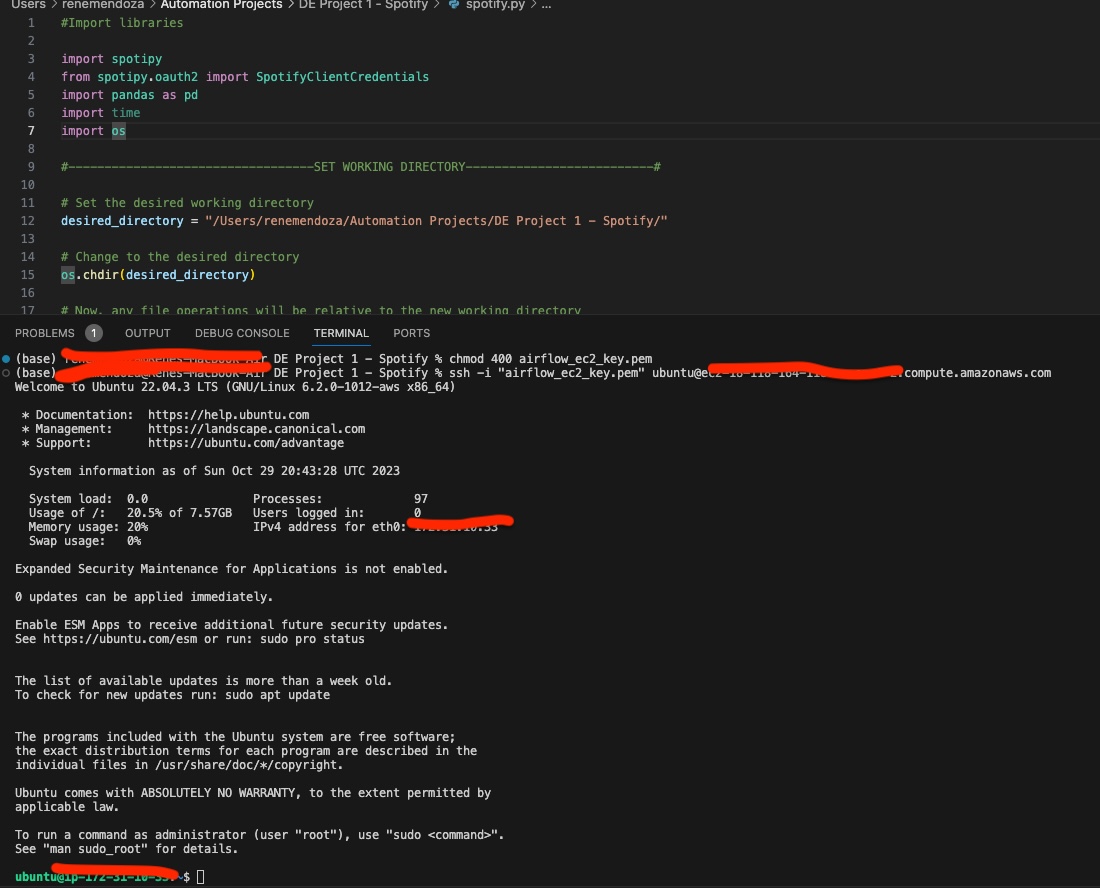 Users > renemendoza > Automation Projects > DE Project 1 - Spotify > spotify.py > ...
1 #Import libraries
2
3 import spotipy
4 from spotipy.oauth2 import SpotifyClientCredentials
5 import pandas as pd
6 import time
7 import os
8
9 #----------------------------------SET WORKING DIRECTORY--------------------------#
10
11 # Set the desired working directory
12 desired_directory = "/Users/renemendoza/Automation Projects/DE Project 1 - Spotify/"
13
14 # Change to the desired directory
15 os.chdir(desired_directory)
16
17 # Now, any file operations will be relative to the new working directory
PROBLEMS 1 OUTPUT DEBUG CONSOLE TERMINAL PORTS
(base) DE Project 1 - Spotify % chmod 400 airflow_ec2_key.pem
(base) DE Project 1 - Spotify % ssh -i "airflow_ec2_key.pem" ubuntu@ .compute.amazonaws.com
Welcome to Ubuntu 22.04.3 LTS (GNU/Linux 6.2.0-1012-aws x86_64)
* Documentation: https://help.ubuntu.com
* Management: https://landscape.canonical.com
* Support: https://ubuntu.com/advantage
System information as of Sun Oct 29 20:43:28 UTC 2023
System load: 0.0 Processes: 97
Usage of /: 20.5% of 7.57GB Users logged in: 0
Memory usage: 20% IPv4 address for eth0:
Swap usage: 0%
Expanded Security Maintenance for Applications is not enabled.
0 updates can be applied immediately.
Enable ESM Apps to receive additional future security updates.
See https://ubuntu.com/esm or run: sudo pro status
The list of available updates is more than a week old.
To check for new updates run: sudo apt update
The programs included with the Ubuntu system are free software;
the exact distribution terms for each program are described in the
individual files in /usr/share/doc/*/copyright.
Ubuntu comes with ABSOLUTELY NO WARRANTY, to the extent permitted by
applicable law.
To run a command as administrator (user "root"), use "sudo <command>".
See "man sudo_root" for details.
ubuntu@ :~$